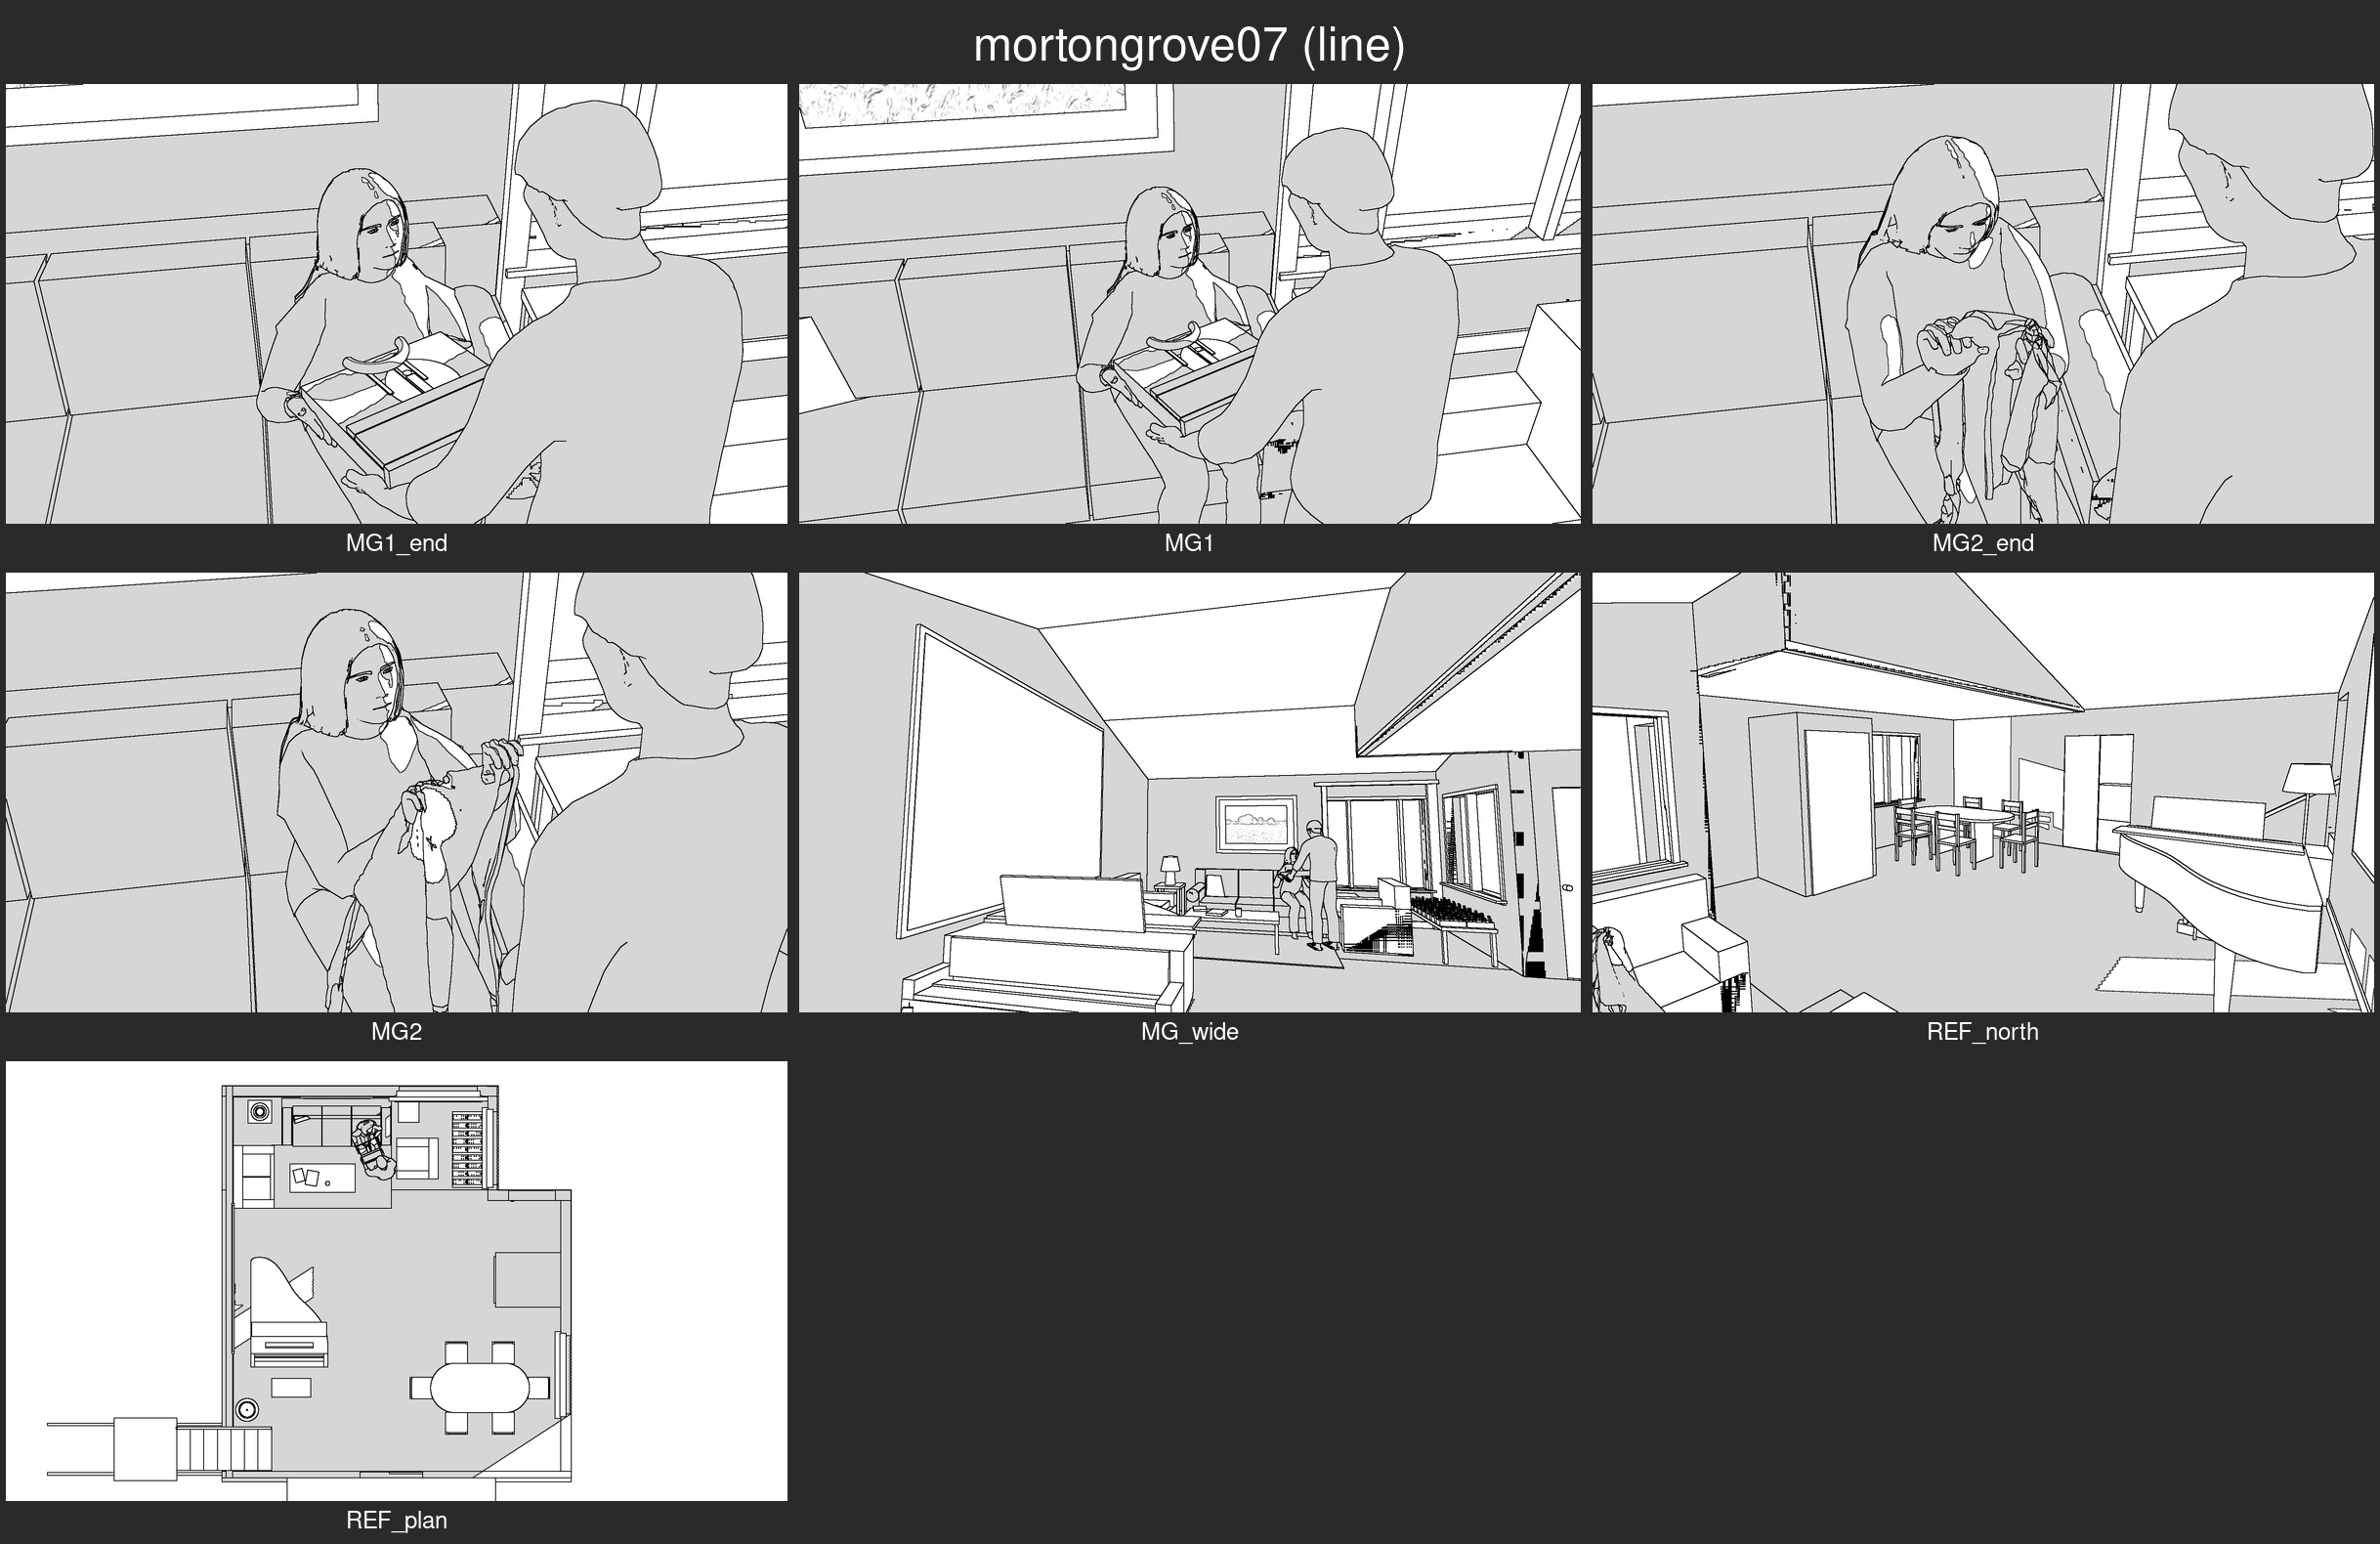 mortongrove07 (line)
MG1_end
MG1
MG2_end
MG2
MG_wide
REF_north
REF_plan